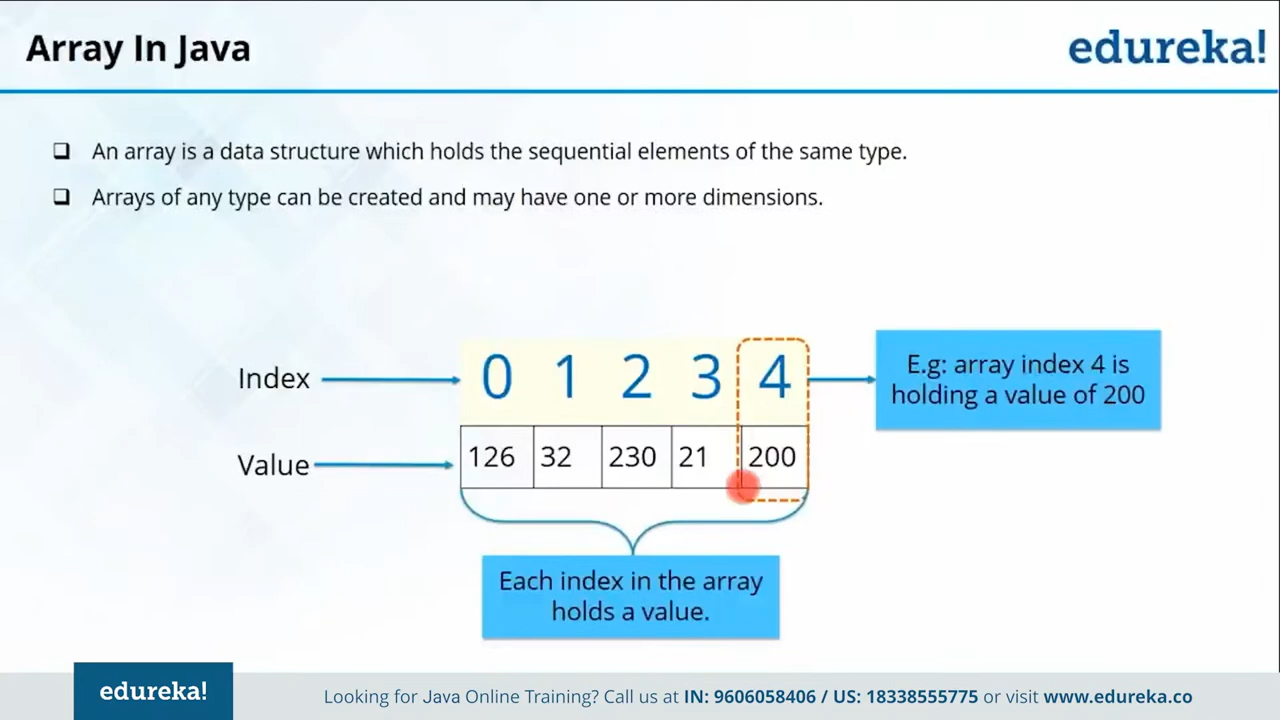 Array In Java
edureka!
An array is a data structure which holds the sequential elements of the same type.
Arrays of any type can be created and may have one or more dimensions.
Index
0 1 2 3 4
E.g: array index 4 is
holding a value of 200
Value
126 32 230 21 200
Each index in the array
holds a value.
edureka!
Looking for Java Online Training? Call us at IN: 9606058406 / US: 18338555775 or visit www.edureka.co